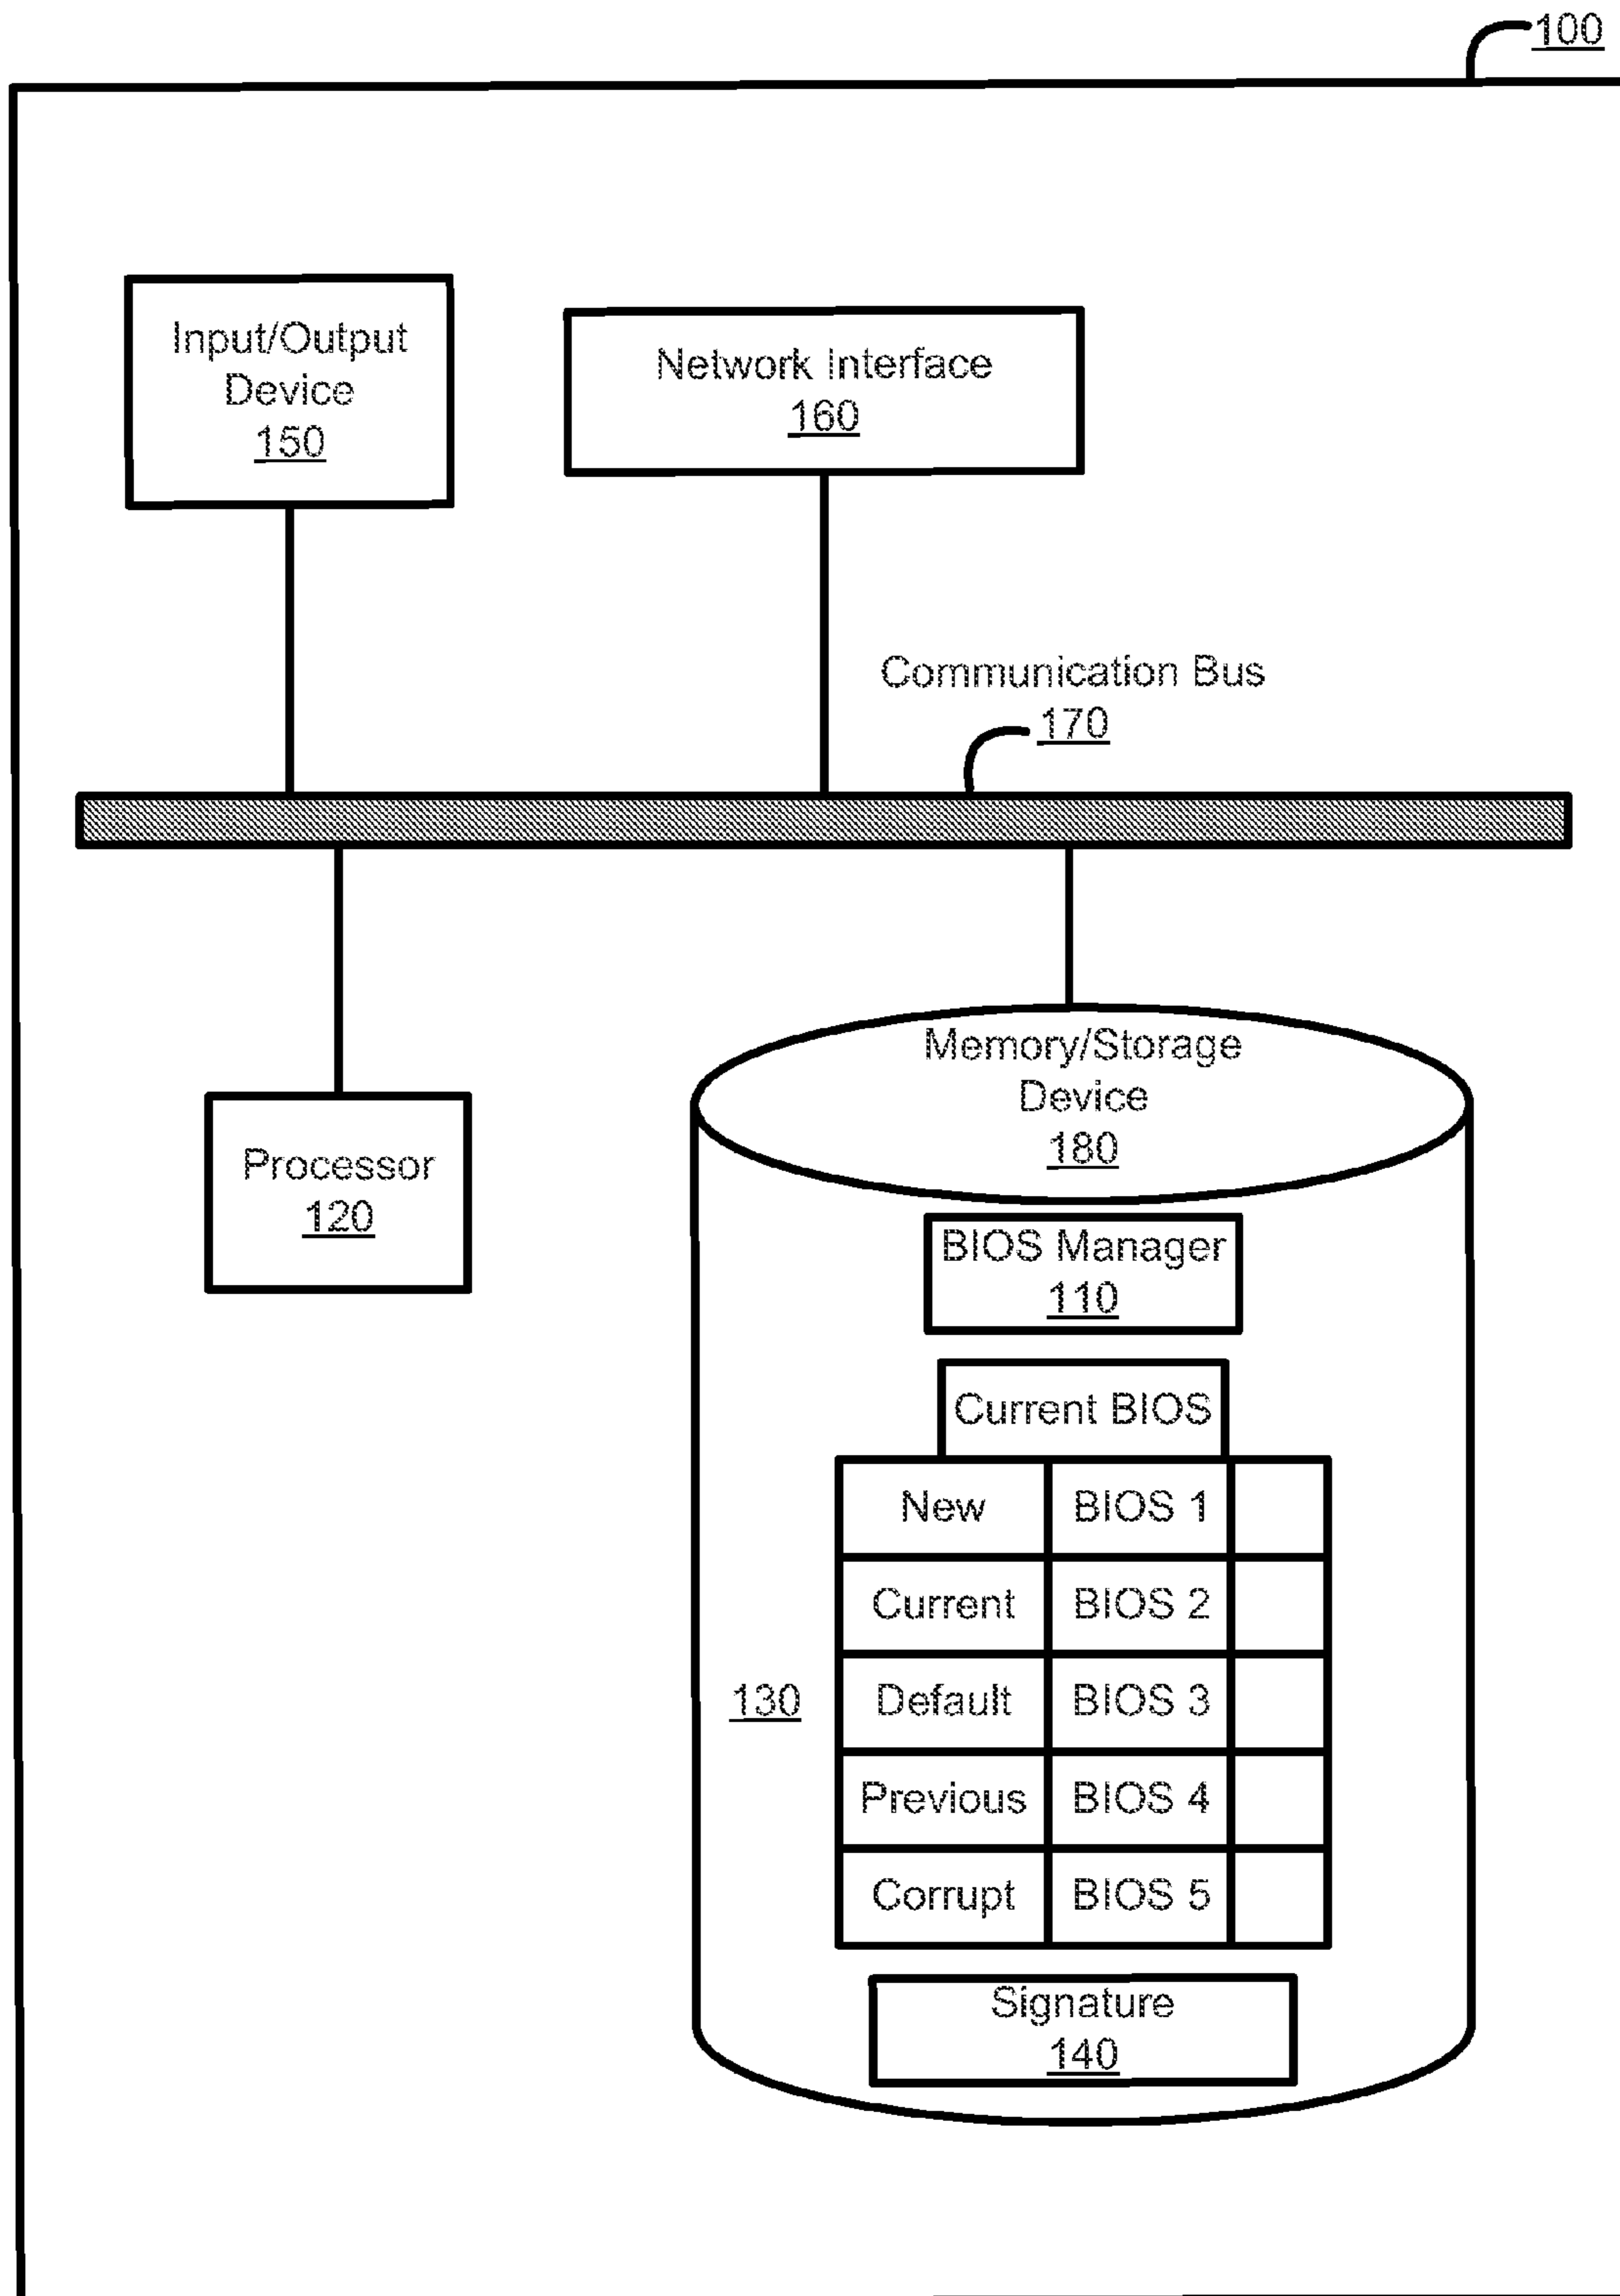 100
Input/Output
Device
150
Network Interface
160
Communication Bus
170
Memory/Storage
Device
180
Processor
120
BIOS Manager
110
Current BIOS
New BIOS 1
Current BIOS 2
130 Default BIOS 3
Previous BIOS 4
Corrupt BIOS 5
Signature
140